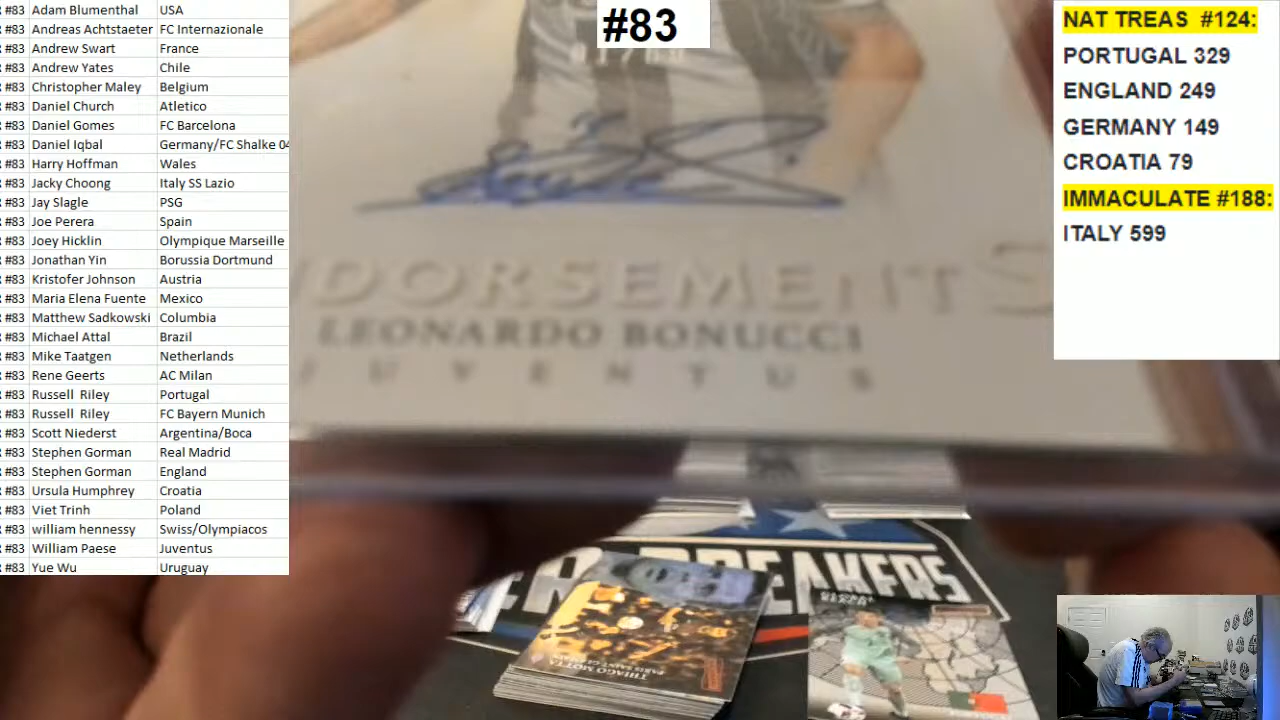 #83 Adam Blumenthal USA
#83 Andreas Achtstaeter FC Internazionale
#83 Andrew Swart France
#83 Andrew Yates Chile
#83 Christopher Maley Belgium
#83 Daniel Church Atletico
#83 Daniel Gomes FC Barcelona
#83 Daniel Iqbal Germany/FC Shalke 04
#83 Harry Hoffman Wales
#83 Jacky Choong Italy SS Lazio
#83 Jay Slagle PSG
#83 Joe Perera Spain
#83 Joey Hicklin Olympique Marseille
#83 Jonathan Yin Borussia Dortmund
#83 Kristofer Johnson Austria
#83 Maria Elena Fuente Mexico
#83 Matthew Sadkowski Columbia
#83 Michael Attal Brazil
#83 Mike Taatgen Netherlands
#83 Rene Geerts AC Milan
#83 Russell Riley Portugal
#83 Russell Riley FC Bayern Munich
#83 Scott Niederst Argentina/Boca
#83 Stephen Gorman Real Madrid
#83 Stephen Gorman England
#83 Ursula Humphrey Croatia
#83 Viet Trinh Poland
#83 william hennessy Swiss/Olympiacos
#83 William Paese Juventus
#83 Yue Wu Uruguay
#83
NDORSEMENTS
LEONARDO BONUCCI
JUVENTUS
BREAKERS
THIAGO MOTTA
PARIS SAINT-GERMAIN
NAT TREAS #124:
PORTUGAL 329
ENGLAND 249
GERMANY 149
CROATIA 79
IMMACULATE #188:
ITALY 599